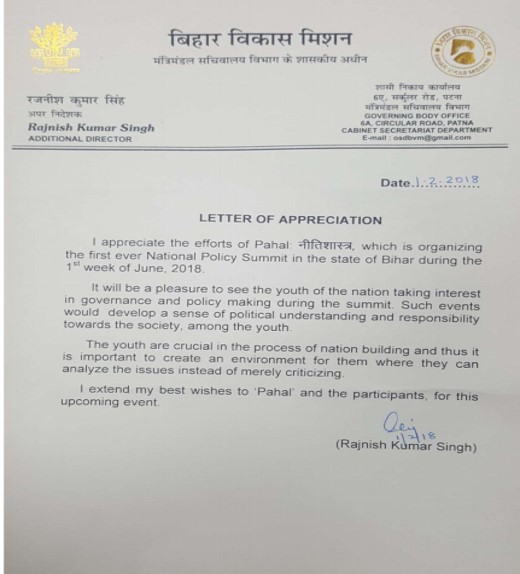 बिहार विकास मिशन
मंत्रिमंडल सचिवालय विभाग के शासकीय अधीन
रजनीश कुमार सिंह
अपर निदेशक
Rajnish Kumar Singh
ADDITIONAL DIRECTOR
शासी निकाय कार्यालय
6ए, सर्कुलर रोड, पटना
मंत्रिमंडल सचिवालय विभाग
GOVERNING BODY OFFICE
6A, CIRCULAR ROAD, PATNA
CABINET SECRETARIAT DEPARTMENT
E-mail : osdbvm@gmail.com
Date 1.2.2018
LETTER OF APPRECIATION
I appreciate the efforts of Pahal: नीतिशास्त्र, which is organizing
the first ever National Policy Summit in the state of Bihar during the
1st week of June, 2018.
It will be a pleasure to see the youth of the nation taking interest
in governance and policy making during the summit. Such events
would develop a sense of political understanding and responsibility
towards the society, among the youth.
The youth are crucial in the process of nation building and thus it
is important to create an environment for them where they can
analyze the issues instead of merely criticizing.
I extend my best wishes to 'Pahal' and the participants, for this
upcoming event.
1/2/18
(Rajnish Kumar Singh)